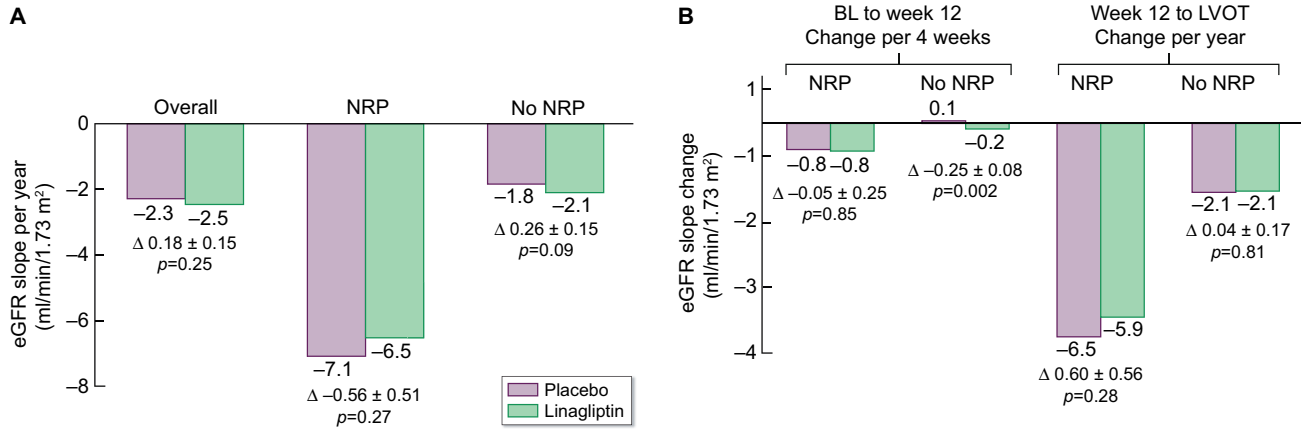 A
Overall
NRP
No NRP
eGFR slope per year
(ml/min/1.73 m²)
0
–2
–4
–6
–8
–2.3
–2.5
Δ 0.18 ± 0.15
p=0.25
–7.1
–6.5
Δ –0.56 ± 0.51
p=0.27
–1.8
–2.1
Δ 0.26 ± 0.15
p=0.09
Placebo
Linagliptin
B
BL to week 12
Change per 4 weeks
Week 12 to LVOT
Change per year
NRP
No NRP
NRP
No NRP
eGFR slope change
(ml/min/1.73 m²)
1
–1
–2
–3
–4
–0.8
–0.8
Δ –0.05 ± 0.25
p=0.85
0.1
–0.2
Δ –0.25 ± 0.08
p=0.002
–6.5
–5.9
Δ 0.60 ± 0.56
p=0.28
–2.1
–2.1
Δ 0.04 ± 0.17
p=0.81